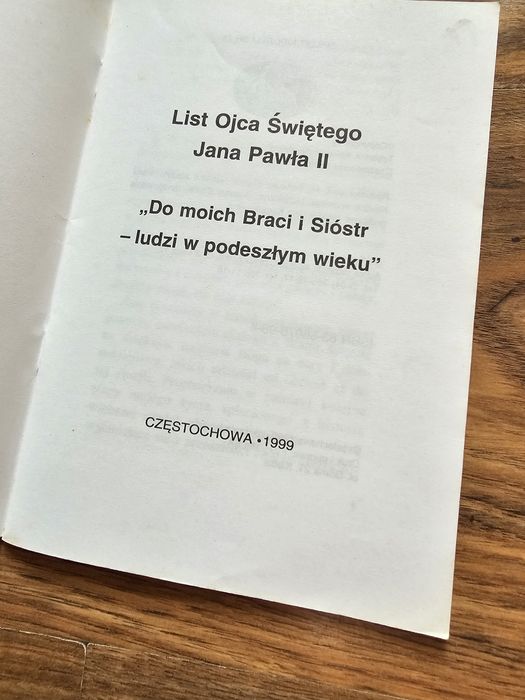 List Ojca Świętego
Jana Pawła II
„Do moich Braci i Sióstr
– ludzi w podeszłym wieku”
CZĘSTOCHOWA • 1999